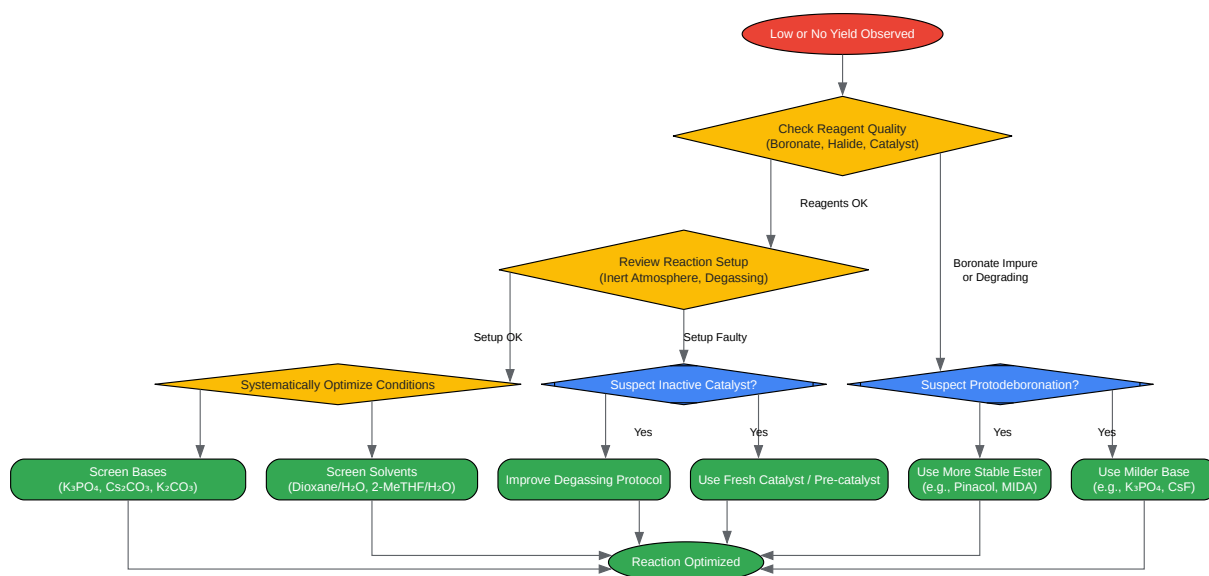 Low or No Yield Observed
Check Reagent Quality
(Boronate, Halide, Catalyst)
Reagents OK
Review Reaction Setup
(Inert Atmosphere, Degassing)
Boronate Impure
or Degrading
Setup OK
Setup Faulty
Systematically Optimize Conditions
Suspect Inactive Catalyst?
Suspect Protodeboronation?
Yes
Yes
Yes
Yes
Screen Bases
(K₃PO₄, Cs₂CO₃, K₂CO₃)
Screen Solvents
(Dioxane/H₂O, 2-MeTHF/H₂O)
Improve Degassing Protocol
Use Fresh Catalyst / Pre-catalyst
Use More Stable Ester
(e.g., Pinacol, MIDA)
Use Milder Base
(e.g., K₃PO₄, CsF)
Reaction Optimized